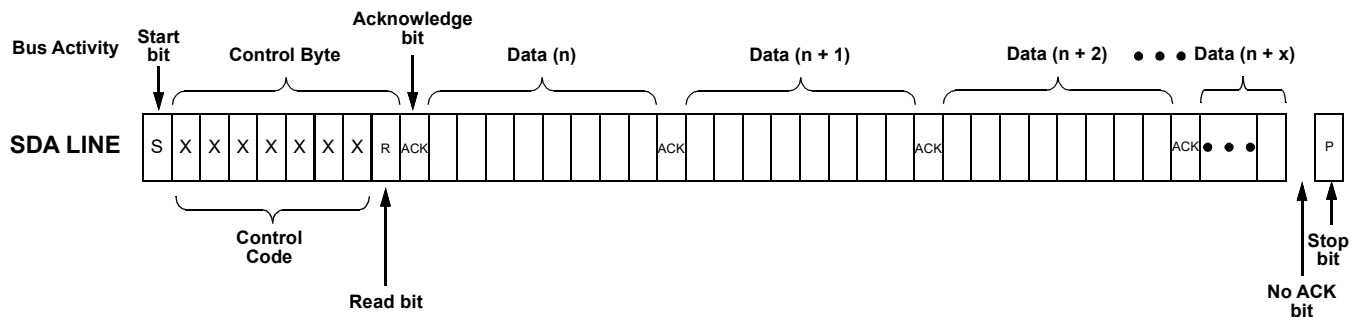 Bus Activity
Start bit
Control Byte
Acknowledge bit
Data (n)
Data (n + 1)
Data (n + 2)
• • •
Data (n + x)
SDA LINE
S X X X X X X X R ACK ACK ACK ACK • • • P
Control Code
Read bit
No ACK bit
Stop bit